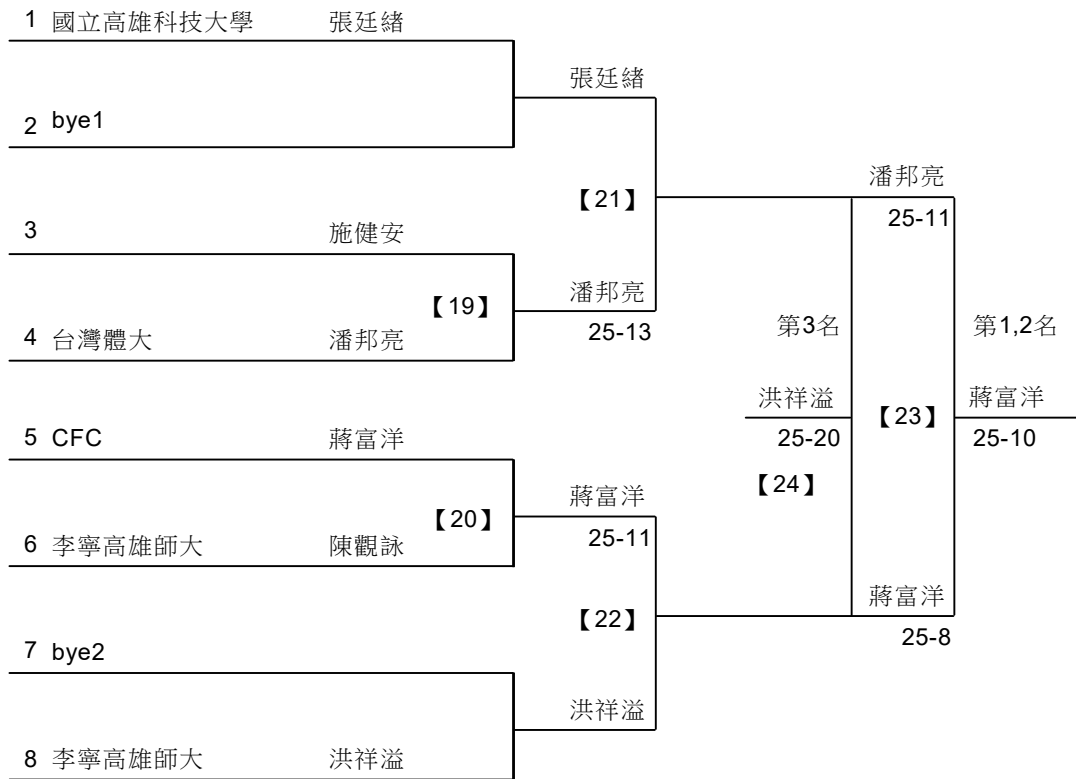 1 國立高雄科技大學 張廷緒
張廷緒
2 bye1
潘邦亮
【21】
25-11
3 施健安
潘邦亮
【19】
25-13
4 台灣體大 潘邦亮
第3名
第1,2名
洪祥溢
【23】
蔣富洋
5 CFC 蔣富洋
25-20
25-10
【24】
蔣富洋
【20】
25-11
6 李寧高雄師大 陳觀詠
蔣富洋
【22】
25-8
7 bye2
洪祥溢
8 李寧高雄師大 洪祥溢